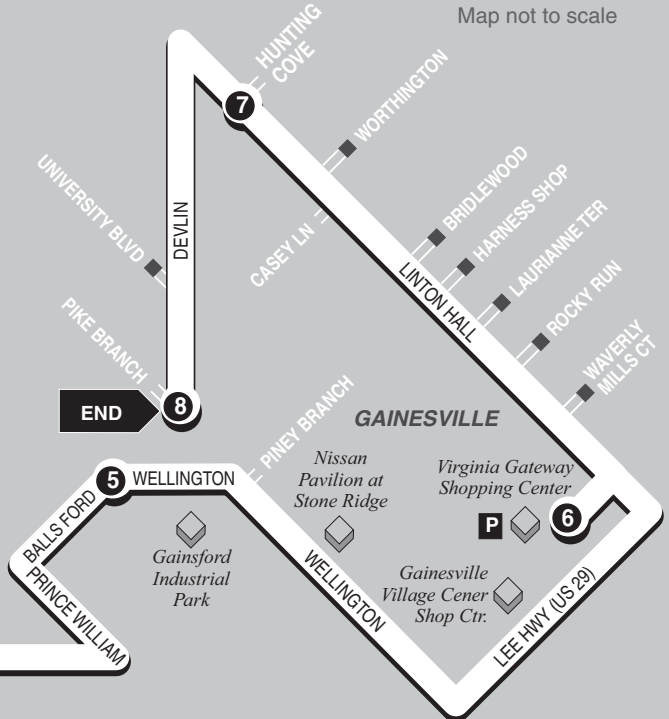 Map not to scale
HUNTING
COVE
7
WORTHINGTON
UNIVERSITY BLVD
DEVLIN
CASEY LN
BRIDLEWOOD
HARNESS SHOP
LAURIANNE TER
LINTON HALL
ROCKY RUN
WAVERLY
MILLS CT
PIKE BRANCH
END
8
GAINESVILLE
PINEY BRANCH
5
WELLINGTON
Nissan
Pavilion at
Stone Ridge
Virginia Gateway
Shopping Center
P
6
BALLS FORD
Gainsford
Industrial
Park
WELLINGTON
Gainesville
Village Cener
Shop Ctr.
LEE HWY (US 29)
PRINCE WILLIAM